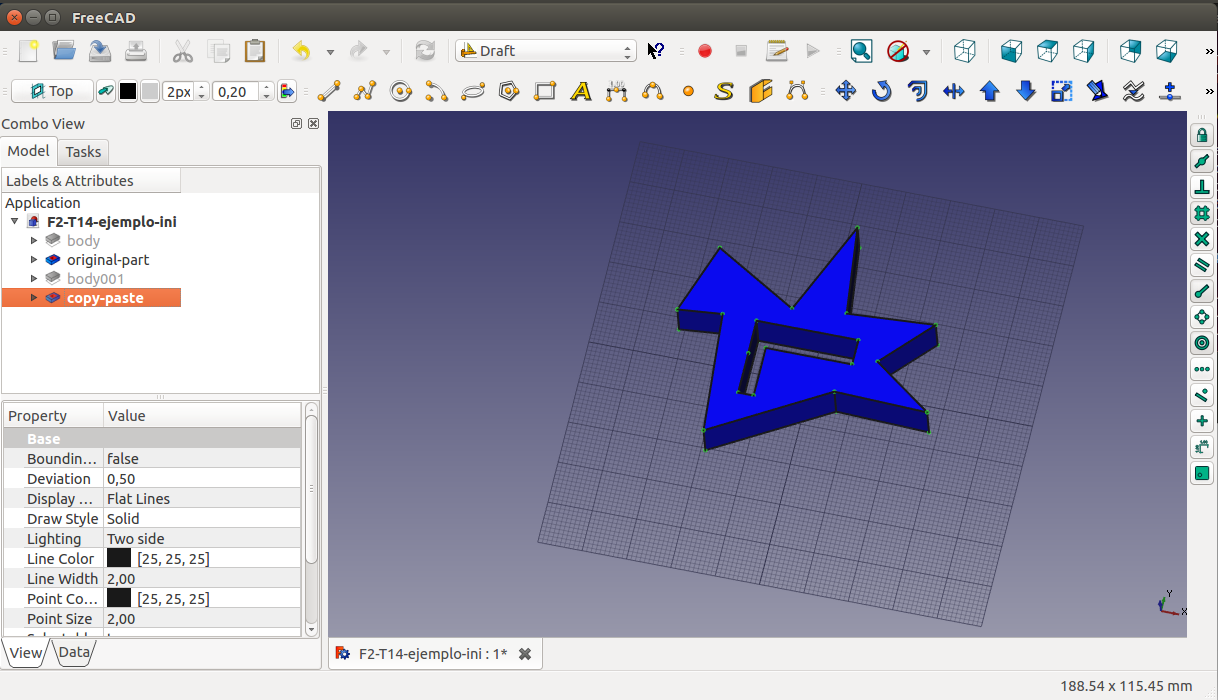 FreeCAD
Draft
»
Top
2px
0,20
»
Combo View
Model
Tasks
Labels & Attributes
Application
F2-T14-ejemplo-ini
body
original-part
body001
copy-paste
Property Value
Base
Boundin... false
Deviation 0,50
Display ... Flat Lines
Draw Style Solid
Lighting Two side
Line Color [25, 25, 25]
Line Width 2,00
Point Co... [25, 25, 25]
Point Size 2,00
View
Data
Y
X
F2-T14-ejemplo-ini : 1*
188.54 x 115.45 mm